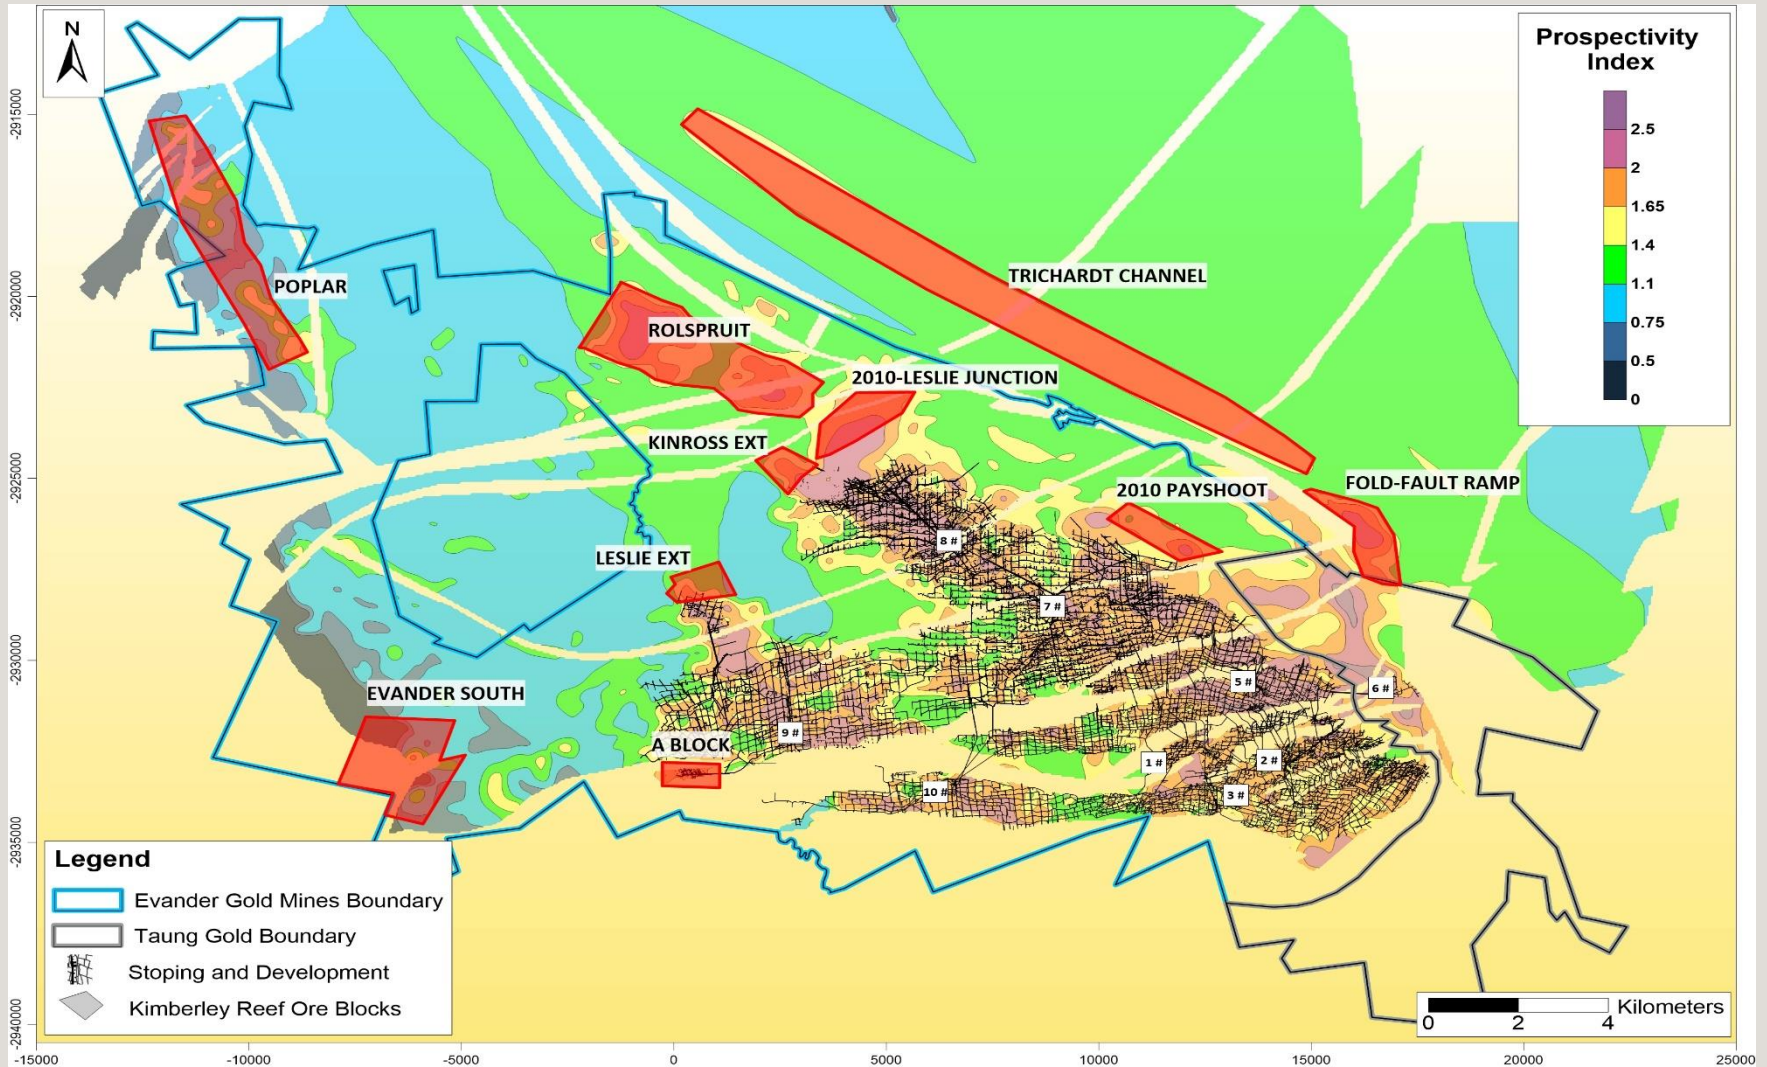 N
Prospectivity
Index
2.5
2
1.65
1.4
1.1
0.75
0.5
0
-2915000
-2920000
-2925000
-2930000
-2935000
-2940000
POPLAR
TRICHARDT CHANNEL
ROLSPRUIT
2010-LESLIE JUNCTION
KINROSS EXT
2010 PAYSHOOT
FOLD-FAULT RAMP
8 #
LESLIE EXT
7 #
5 #
6 #
EVANDER SOUTH
9 #
A BLOCK
1 #
2 #
10 #
3 #
Legend
Evander Gold Mines Boundary
Taung Gold Boundary
Stoping and Development
Kimberley Reef Ore Blocks
Kilometers
0 2 4
-15000 -10000 -5000 0 5000 10000 15000 20000 25000